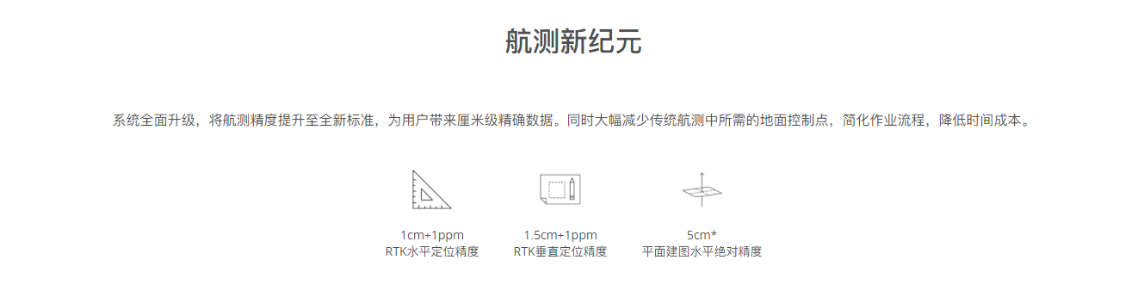 航测新纪元
系统全面升级，将航测精度提升至全新标准，为用户带来厘米级精确数据。同时大幅减少传统航测中所需的地面控制点，简化作业流程，降低时间成本。
1cm+1ppm
RTK水平定位精度
1.5cm+1ppm
RTK垂直定位精度
5cm*
平面建图水平绝对精度